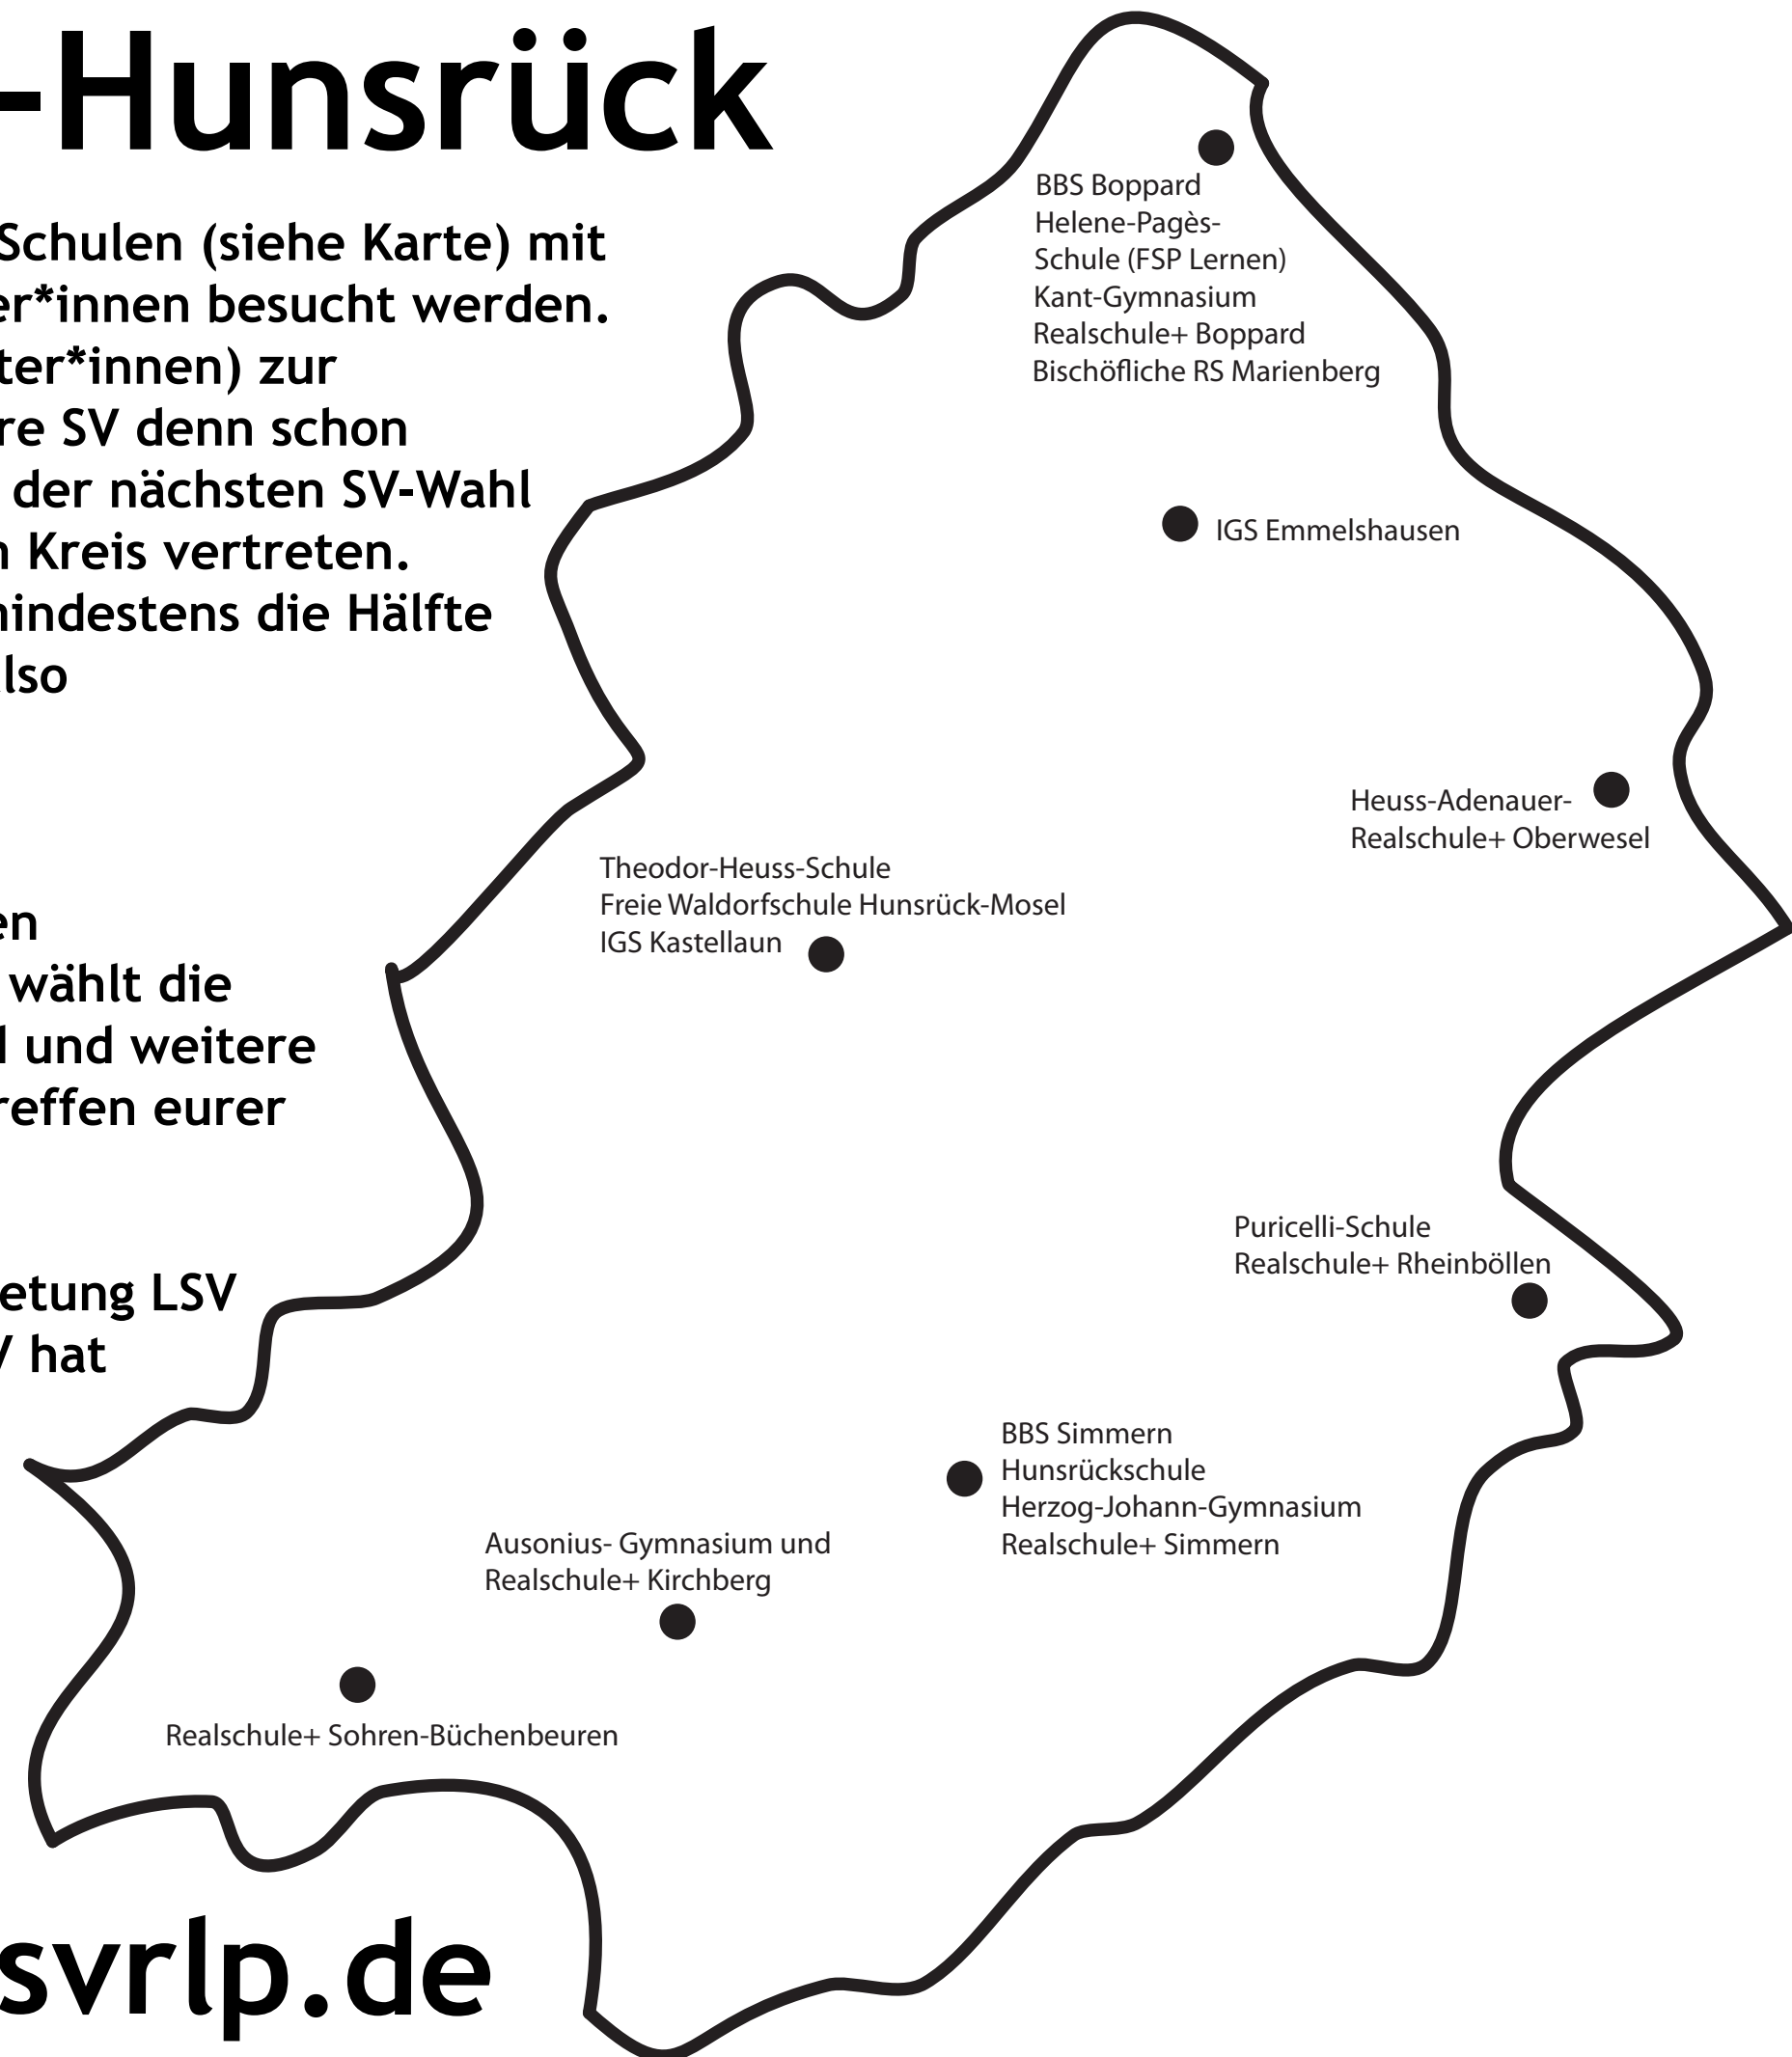 -Hunsrück
Schulen (siehe Karte) mit
er*innen besucht werden.
ter*innen) zur
re SV denn schon
der nächsten SV-Wahl
Kreis vertreten.
mindestens die Hälfte
lso
en
wählt die
und weitere
reffen eurer
etung LSV
hat
svrlp.de
BBS Boppard
Helene-Pagès-
Schule (FSP Lernen)
Kant-Gymnasium
Realschule+ Boppard
Bischöfliche RS Marienberg
IGS Emmelshausen
Heuss-Adenauer-
Realschule+ Oberwesel
Theodor-Heuss-Schule
Freie Waldorfschule Hunsrück-Mosel
IGS Kastellaun
Puricelli-Schule
Realschule+ Rheinböllen
BBS Simmern
Hunsrückschule
Herzog-Johann-Gymnasium
Realschule+ Simmern
Ausonius- Gymnasium und
Realschule+ Kirchberg
Realschule+ Sohren-Büchenbeuren